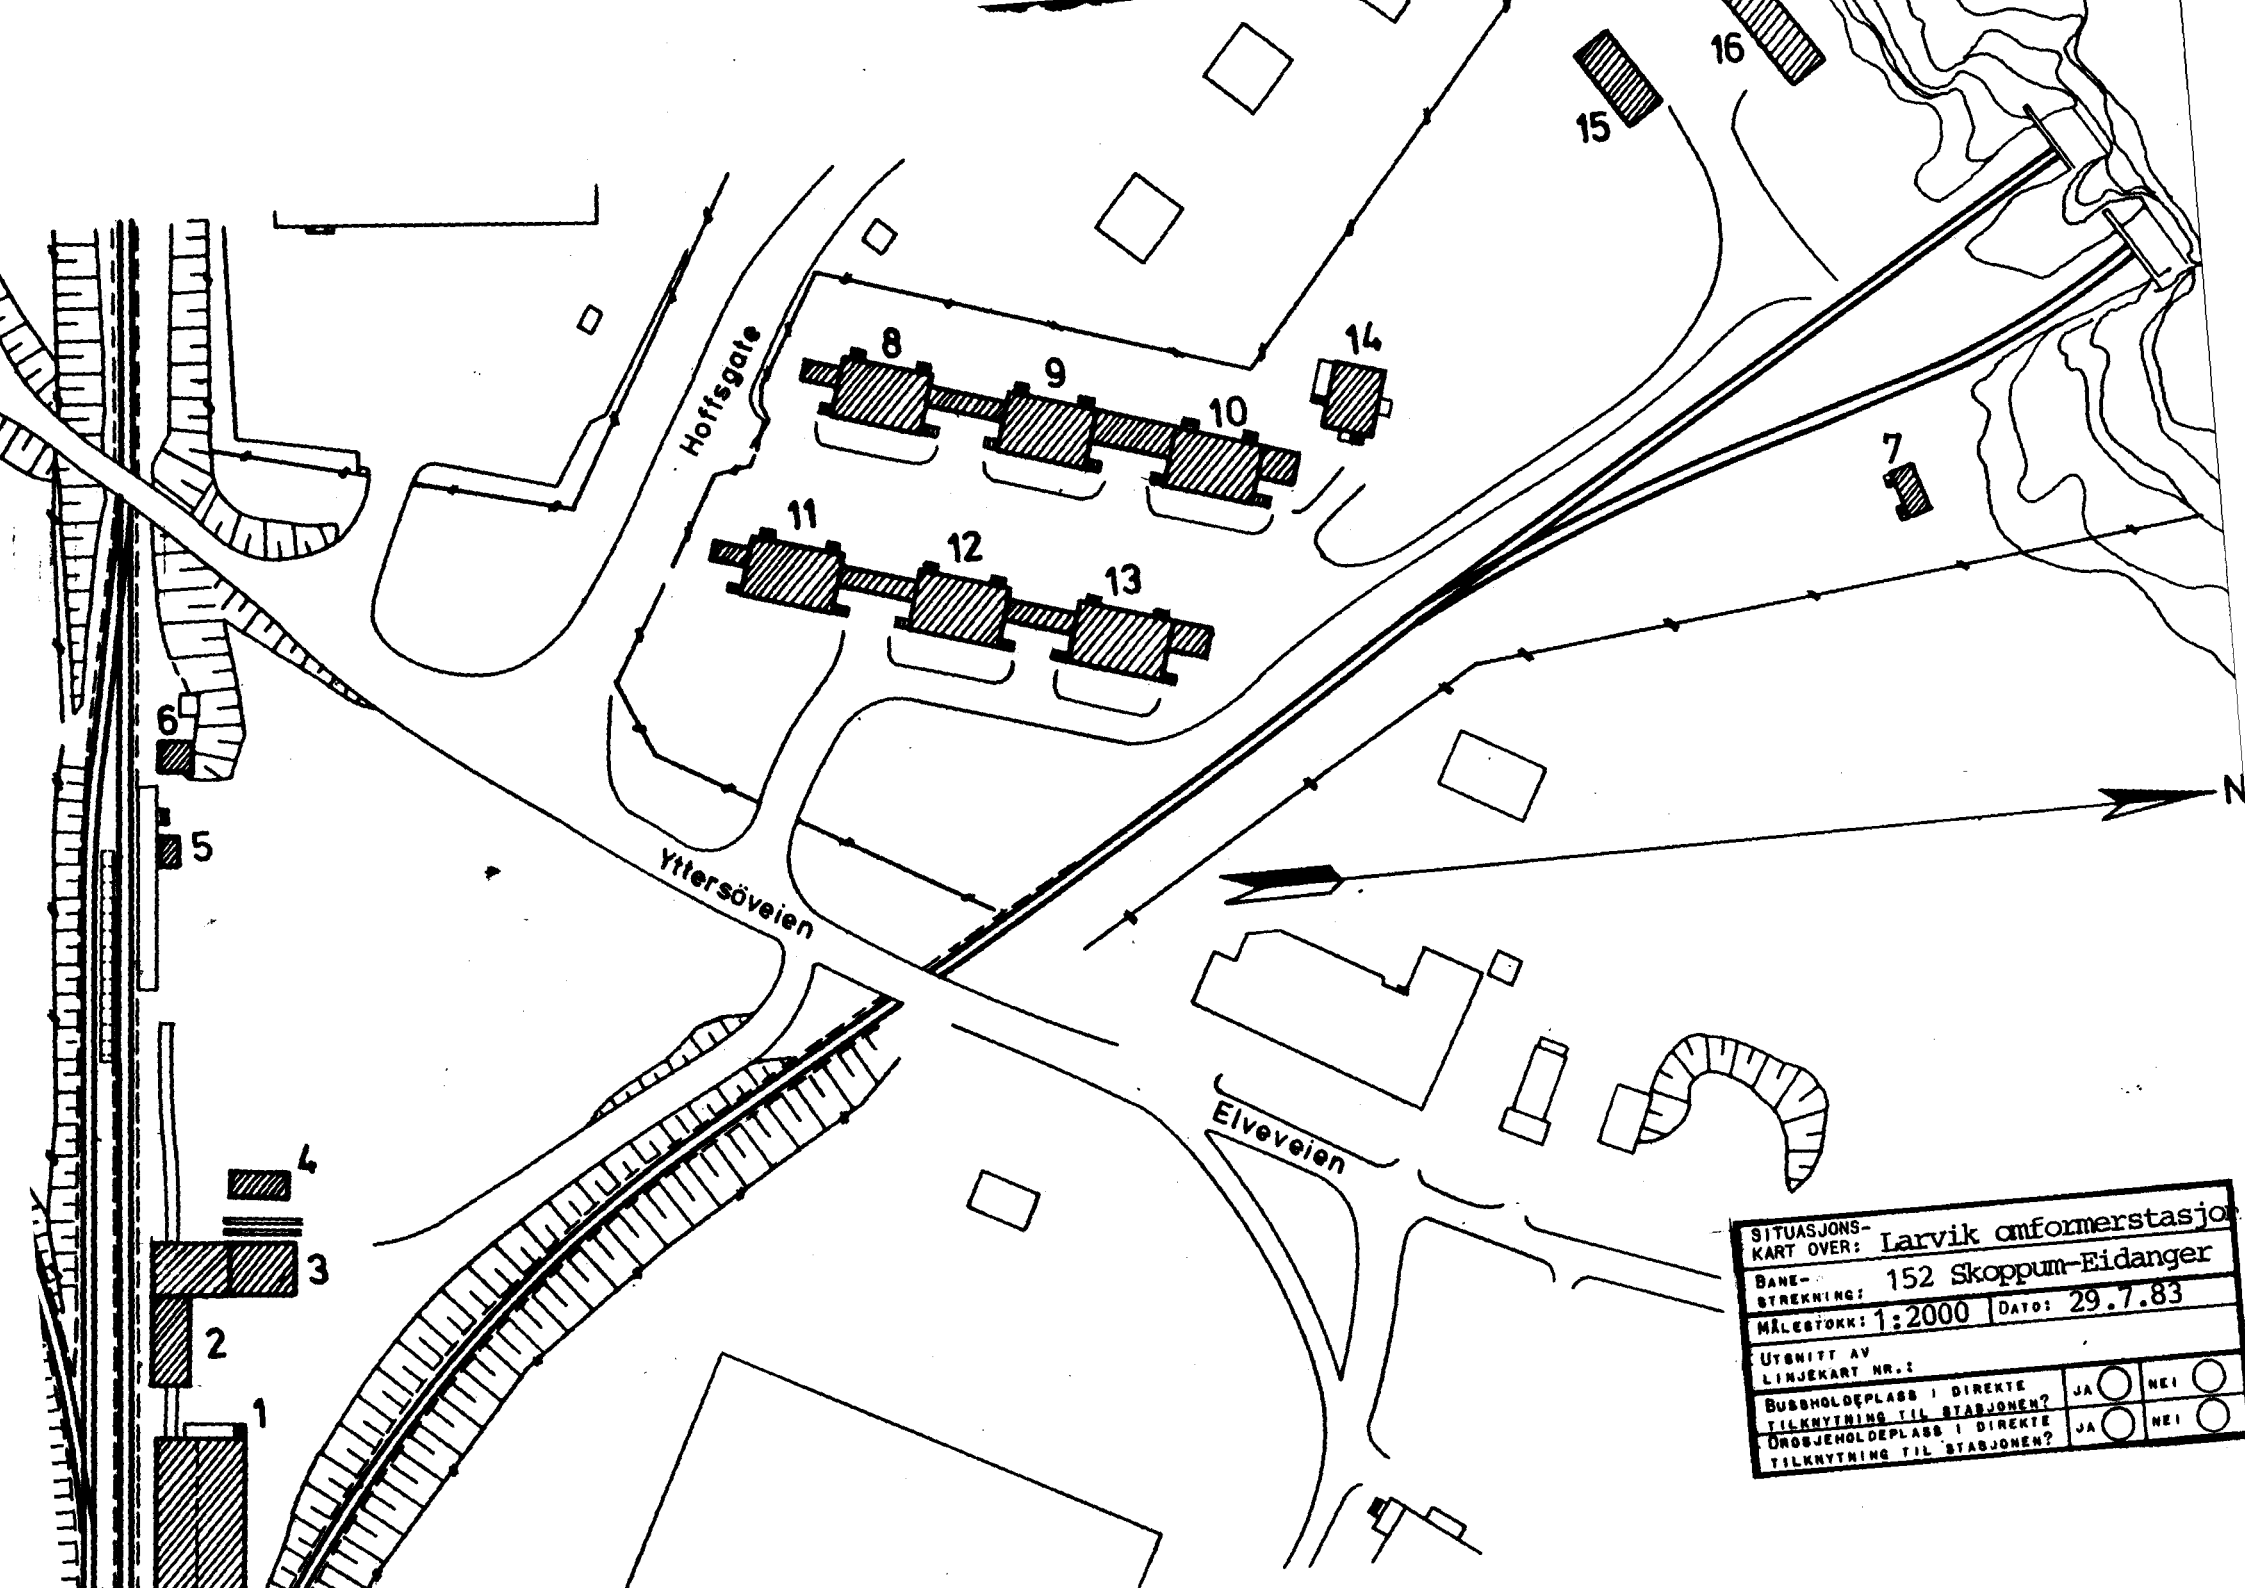 16
15
14
8
9
10
Hoffsgate
7
11
12
13
6
5
N
Yttersöveien
Elveveien
4
3
2
1
SITUASJONS-
KART OVER: Larvik omformerstasjon
BANE-
STREKNING: 152 Skoppum-Eidanger
MÅLESTOKK: 1:2000 DATO: 29.7.83
UTSNITT AV
LINJEKART NR.:
BUSSHOLDEPLASS I DIREKTE
TILKNYTNING TIL STASJONEN? JA NEI
DROSJEHOLDEPLASS I DIREKTE
TILKNYTNING TIL STASJONEN? JA NEI